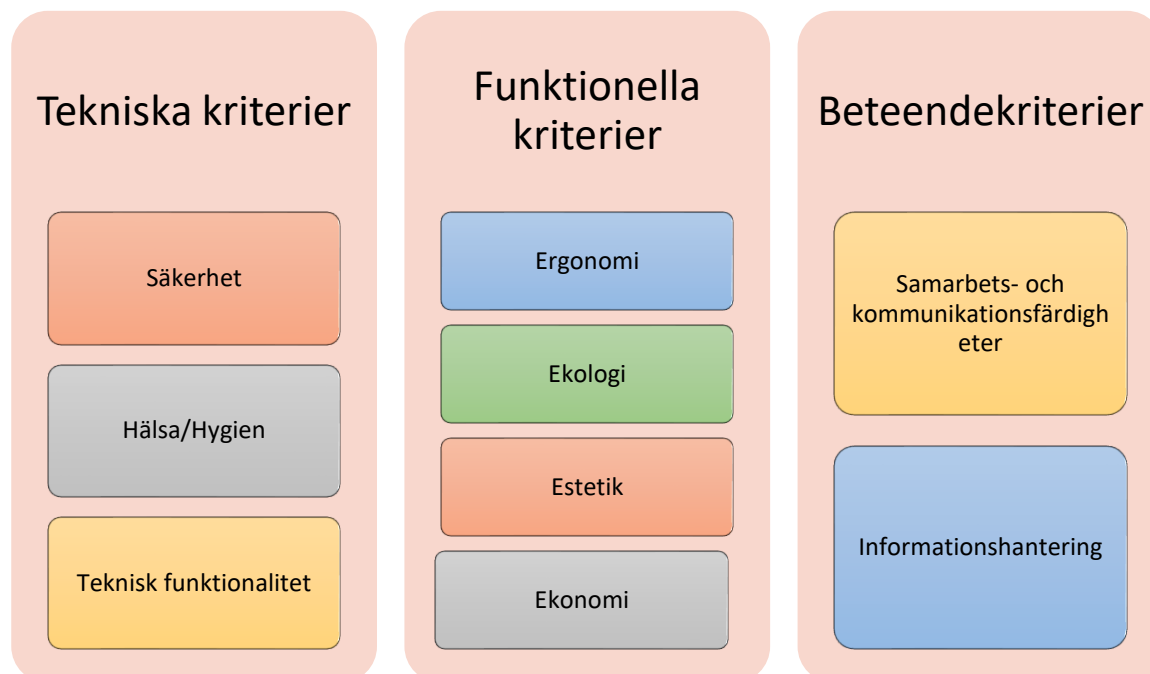 Tekniska kriterier
Säkerhet
Hälsa/Hygien
Teknisk funktionalitet
Funktionella
kriterier
Ergonomi
Ekologi
Estetik
Ekonomi
Beteendekriterier
Samarbets- och
kommunikationsfärdigh
eter
Informationshantering